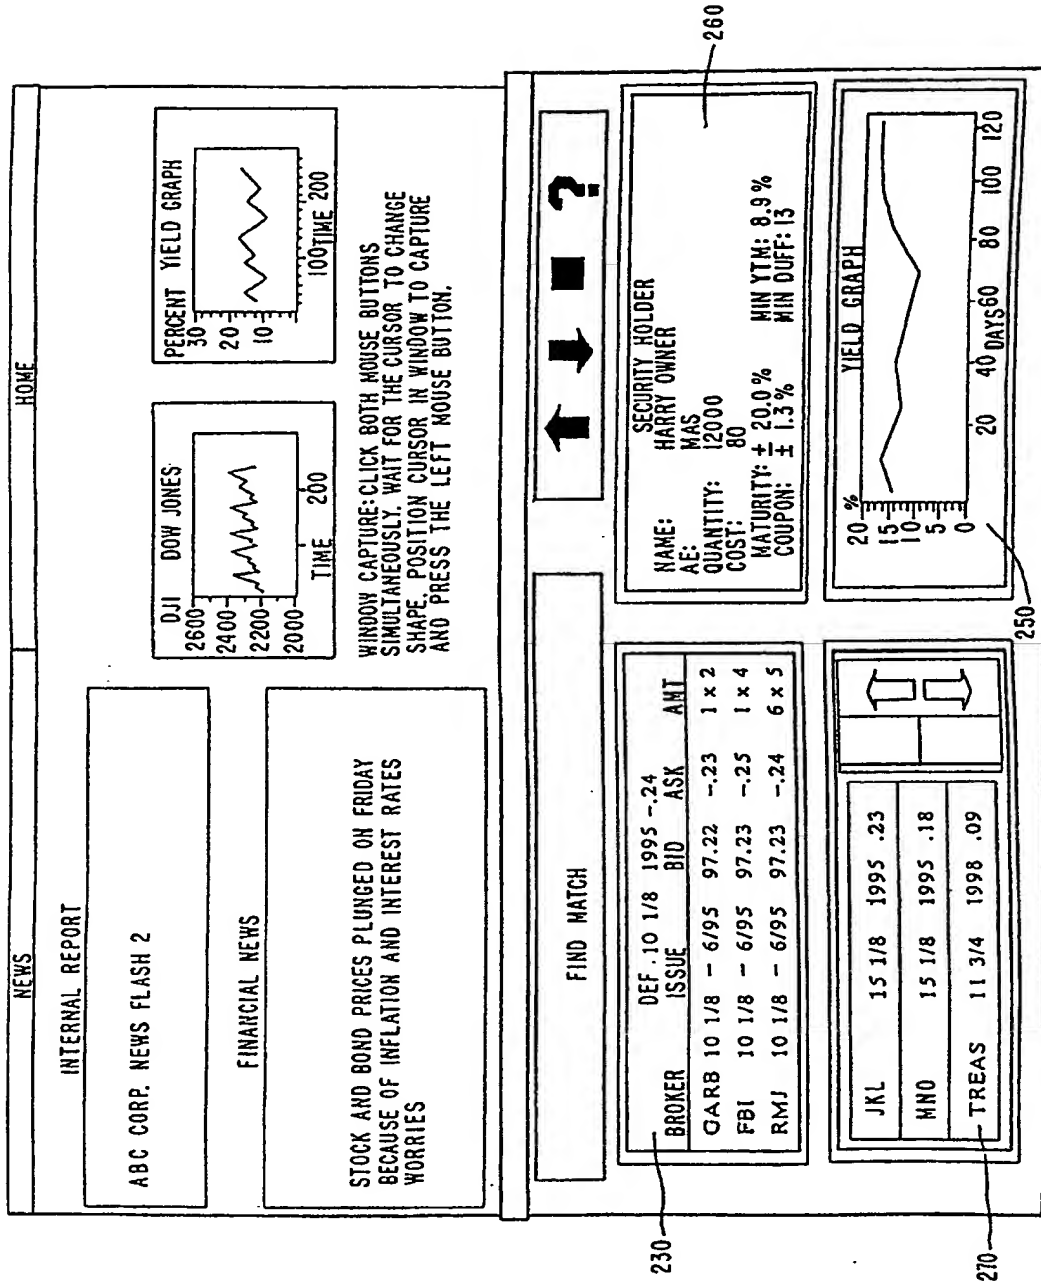 NEWS
HOME
INTERNAL REPORT
ABC CORP. NEWS FLASH 2
FINANCIAL NEWS
STOCK AND BOND PRICES PLUNGED ON FRIDAY
BECAUSE OF INFLATION AND INTEREST RATES
WORRIES
DJI DOW JONES
2600
2400
2200
2000
200
TIME
PERCENT YIELD GRAPH
30
20
10
100 TIME 200
WINDOW CAPTURE: CLICK BOTH MOUSE BUTTONS
SIMULTANEOUSLY. WAIT FOR THE CURSOR TO CHANGE
SHAPE. POSITION CURSOR IN WINDOW TO CAPTURE
AND PRESS THE LEFT MOUSE BUTTON.
FIND MATCH
?
230
DEF .10 1/8 1995 -.24
BROKER ISSUE BID ASK AMT
GARB 10 1/8 - 6/95 97.22 -.23 1 x 2
FBI 10 1/8 - 6/95 97.23 -.25 1 x 4
RMJ 10 1/8 - 6/95 97.23 -.24 6 x 5
SECURITY HOLDER
NAME: HARRY OWNER
AE: MAS
QUANTITY: 12000
COST: 80
MATURITY: ± 20.0% MIN YTM: 8.9%
COUPON: ± 1.3% MIN DUFF: 13
260
JKL 15 1/8 1995 .23
MNO 15 1/8 1995 .18
TREAS 11 3/4 1998 .09
270
YIELD GRAPH
20 %
15
10
5
0
20 40 60 80 100 120
DAYS
250